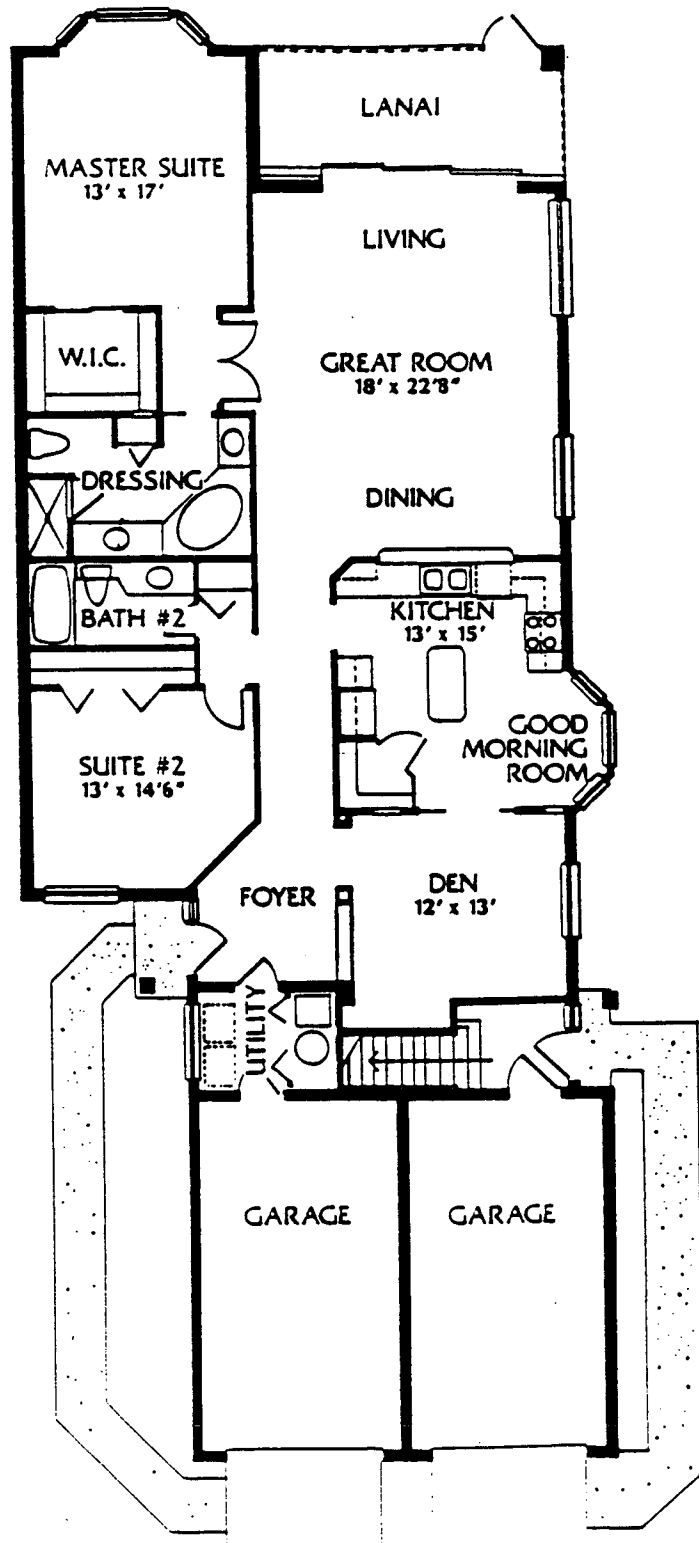 LANAI
MASTER SUITE
13' x 17'
LIVING
W.I.C.
GREAT ROOM
18' x 22'8"
DRESSING
DINING
BATH #2
KITCHEN
13' x 15'
GOOD
MORNING
ROOM
SUITE #2
13' x 14'6"
FOYER
DEN
12' x 13'
UTILITY
GARAGE
GARAGE